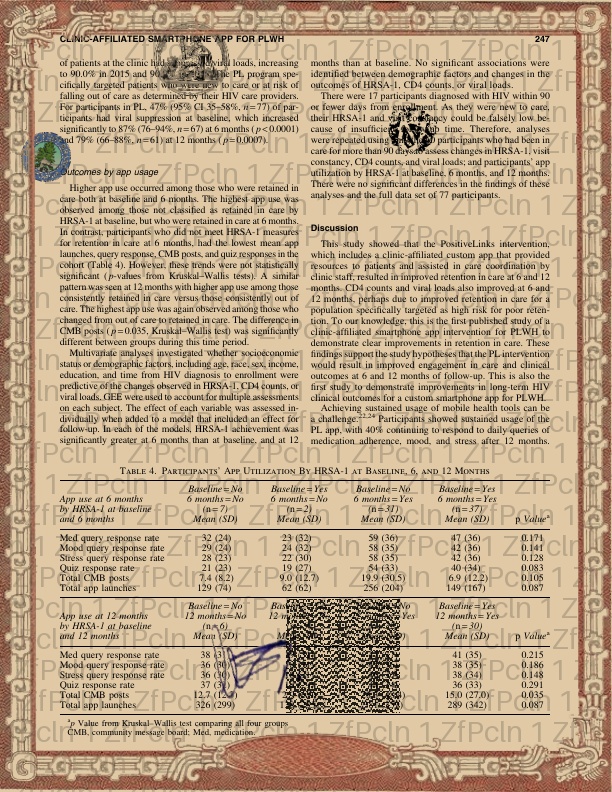 CLINIC-AFFILIATED SMARTPHONE APP FOR PLWH 247
of patients at the clinic had loads, increasing
to 90.0% in 2015 and 90 the PL program spe-
cifically targeted patients who were new to care or at risk of
falling out of care as determined by their HIV care providers.
For participants in PL, 47% (95% CI 35–58%, n=77) of par-
ticipants had viral suppression at baseline, which increased
significantly to 87% (76–94%, n=67) at 6 months (p<0.0001)
and 79% (66–88%, n=61) at 12 months (p=0.0007).
Outcomes by app usage
Higher app use occurred among those who were retained in
care both at baseline and 6 months. The highest app use was
observed among those not classified as retained in care by
HRSA-1 at baseline, but who were retained in care at 6 months.
In contrast, participants who did not meet HRSA-1 measures
for retention in care at 6 months, had the lowest mean app
launches, query response, CMB posts, and quiz responses in the
cohort (Table 4). However, these trends were not statistically
significant (p-values from Kruskal–Wallis tests). A similar
pattern was seen at 12 months with higher app use among those
consistently retained in care versus those consistently out of
care. The highest app use was again observed among those who
changed from out of care to retained in care. The difference in
CMB posts (p=0.035, Kruskal–Wallis test) was significantly
different between groups during this time period.
Multivariate analyses investigated whether socioeconomic
status or demographic factors, including age, race, sex, income,
education, and time from HIV diagnosis to enrollment were
predictive of the changes observed in HRSA-1, CD4 counts, or
viral loads. GEE were used to account for multiple assessments
on each subject. The effect of each variable was assessed in-
dividually when added to a model that included an effect for
follow-up. In each of the models, HRSA-1 achievement was
significantly greater at 6 months than at baseline, and at 12
months than at baseline. No significant associations were
identified between demographic factors and changes in the
outcomes of HRSA-1, CD4 counts, or viral loads.
There were 17 participants diagnosed with HIV within 90
or fewer days from enrollment. As they were new to care,
their HRSA-1 and visit constancy could be falsely low be-
cause of insufficient time. Therefore, analyses
were repeated using participants who had been in
care for more than 90 days to assess changes in HRSA-1, visit
constancy, CD4 counts, and viral loads; and participants' app
utilization by HRSA-1 at baseline, 6 months, and 12 months.
There were no significant differences in the findings of these
analyses and the full data set of 77 participants.
Discussion
This study showed that the PositiveLinks intervention,
which includes a clinic-affiliated custom app that provided
resources to patients and assisted in care coordination by
clinic staff, resulted in improved retention in care at 6 and 12
months. CD4 counts and viral loads also improved at 6 and
12 months, perhaps due to improved retention in care for a
population specifically targeted as high risk for poor reten-
tion. To our knowledge, this is the first published study of a
clinic-affiliated smartphone app intervention for PLWH to
demonstrate clear improvements in retention in care. These
findings support the study hypotheses that the PL intervention
would result in improved engagement in care and clinical
outcomes at 6 and 12 months of follow-up. This is also the
first study to demonstrate improvements in long-term HIV
clinical outcomes for a custom smartphone app for PLWH.
Achieving sustained usage of mobile health tools can be
a challenge.23,24 Participants showed sustained usage of the
PL app, with 40% continuing to respond to daily queries of
medication adherence, mood, and stress after 12 months.
Table 4. Participants' App Utilization by HRSA-1 at Baseline, 6, and 12 Months
Baseline=No Baseline=Yes Baseline=No Baseline=Yes
App use at 6 months 6 months=No 6 months=No 6 months=Yes 6 months=Yes
by HRSA-1 at baseline (n=7) (n=2) (n=31) (n=37)
and 6 months Mean (SD) Mean (SD) Mean (SD) Mean (SD) p Valueᵃ
Med query response rate 32 (24) 23 (32) 59 (36) 47 (36) 0.171
Mood query response rate 29 (24) 24 (32) 58 (35) 42 (36) 0.141
Stress query response rate 28 (23) 22 (30) 58 (35) 42 (36) 0.128
Quiz response rate 21 (23) 19 (27) 54 (33) 40 (34) 0.083
Total CMB posts 7.4 (8.2) 9.0 (12.7) 19.9 (30.5) 6.9 (12.2) 0.105
Total app launches 129 (74) 62 (62) 256 (204) 149 (167) 0.087
Baseline=No Baseline=Yes
App use at 12 months 12 months=No 12 months=Yes
by HRSA-1 at baseline (n=6) (n=30)
and 12 months Mean (SD) Mean (SD) p Valueᵃ
Med query response rate 38 41 (35) 0.215
Mood query response rate 36 (30) 38 (35) 0.186
Stress query response rate 36 38 (34) 0.148
Quiz response rate 37 36 (33) 0.291
Total CMB posts 12.7 15.0 (27.0) 0.035
Total app launches 326 (299) 289 (342) 0.087
ᵃp Value from Kruskal–Wallis test comparing all four groups
CMB, community message board; Med, medication.